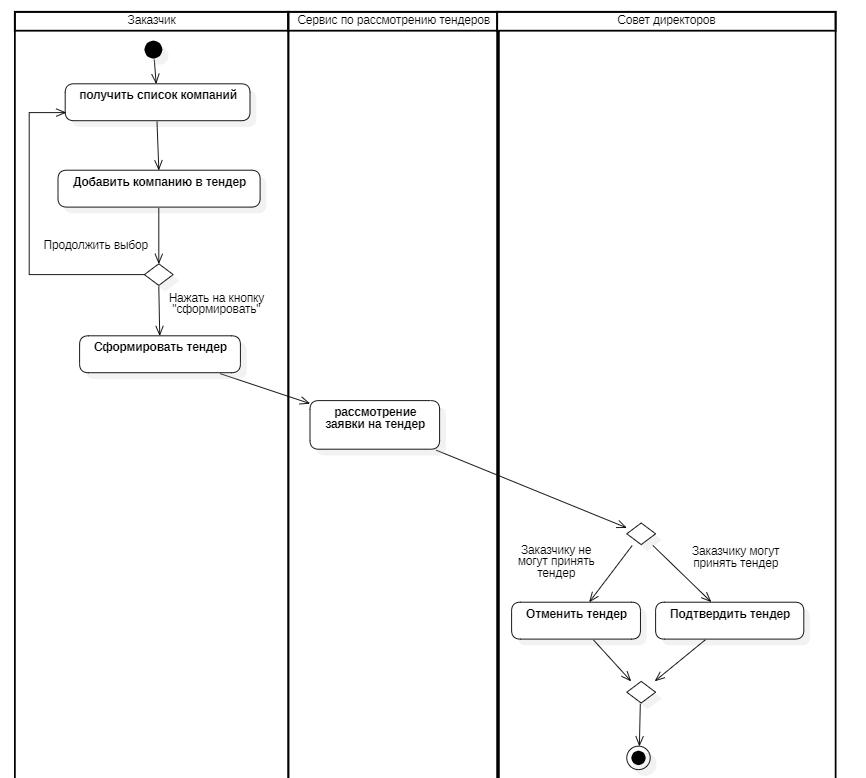 Заказчик
Сервис по рассмотрению тендеров
Совет директоров
получить список компаний
Добавить компанию в тендер
Продолжить выбор
Нажать на кнопку
"сформировать"
Сформировать тендер
рассмотрение
заявки на тендер
Заказчику не
могут принять
тендер
Заказчику могут
принять тендер
Отменить тендер
Подтвердить тендер